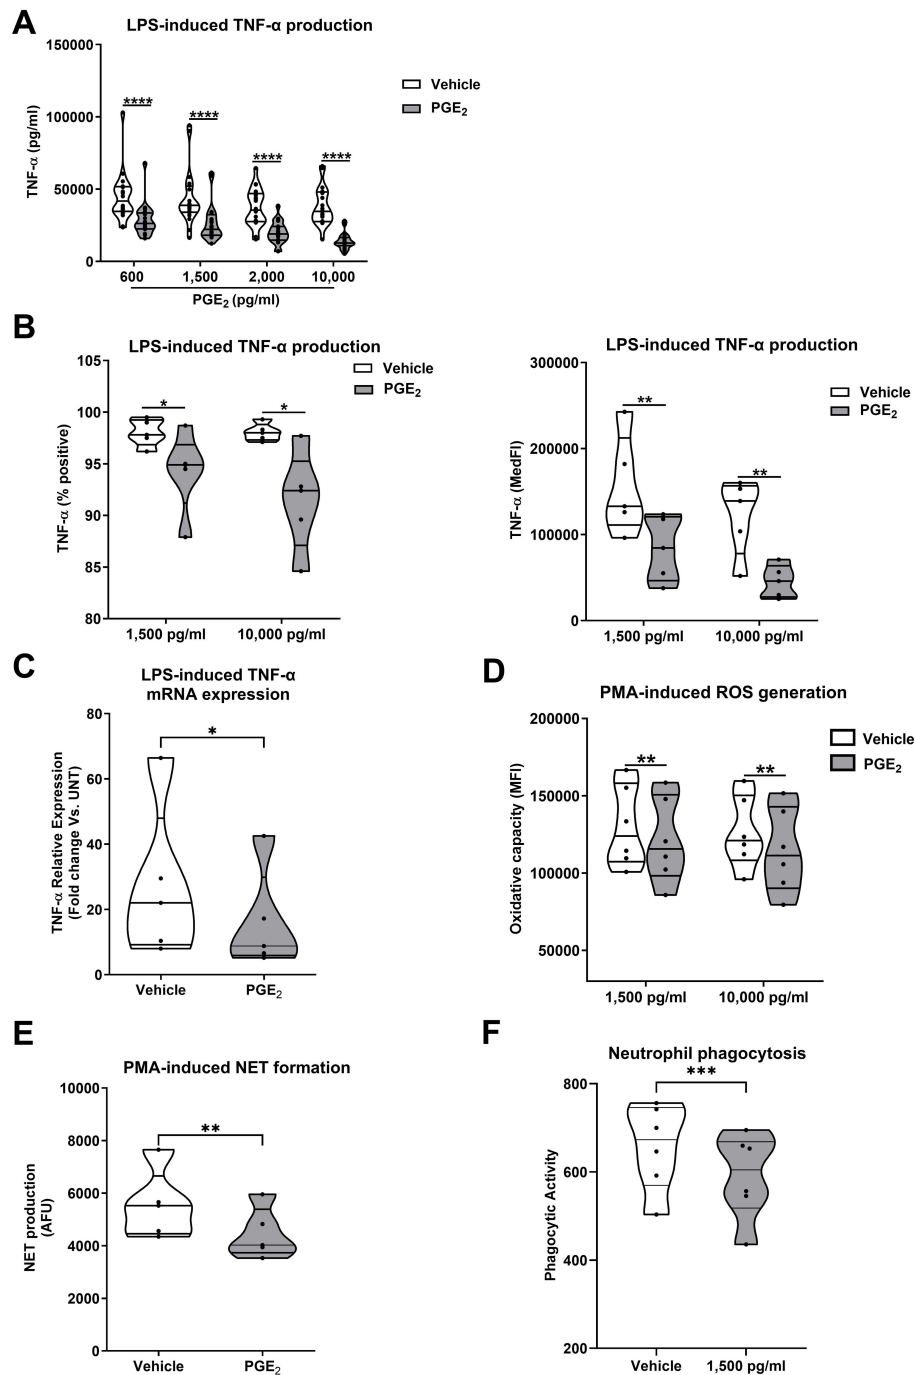 A
LPS-induced TNF-α production
TNF-α (pg/ml)
150000
100000
50000
0
****
****
****
****
Vehicle
PGE2
600
1,500
2,000
10,000
PGE2 (pg/ml)
B
LPS-induced TNF-α production
TNF-α (% positive)
105
100
95
90
85
80
*
*
Vehicle
PGE2
1,500 pg/ml
10,000 pg/ml
LPS-induced TNF-α production
TNF-α (MedFI)
300000
200000
100000
0
**
**
Vehicle
PGE2
1,500 pg/ml
10,000 pg/ml
C
LPS-induced TNF-α
mRNA expression
TNF-α Relative Expression
(Fold change Vs. UNT)
80
60
40
20
0
*
Vehicle
PGE2
D
PMA-induced ROS generation
Oxidative capacity (MFI)
200000
150000
100000
50000
**
**
Vehicle
PGE2
1,500 pg/ml
10,000 pg/ml
E
PMA-induced NET formation
NET production
(AFU)
10000
8000
6000
4000
2000
0
**
Vehicle
PGE2
F
Neutrophil phagocytosis
Phagocytic Activity
800
600
400
200
***
Vehicle
1,500 pg/ml